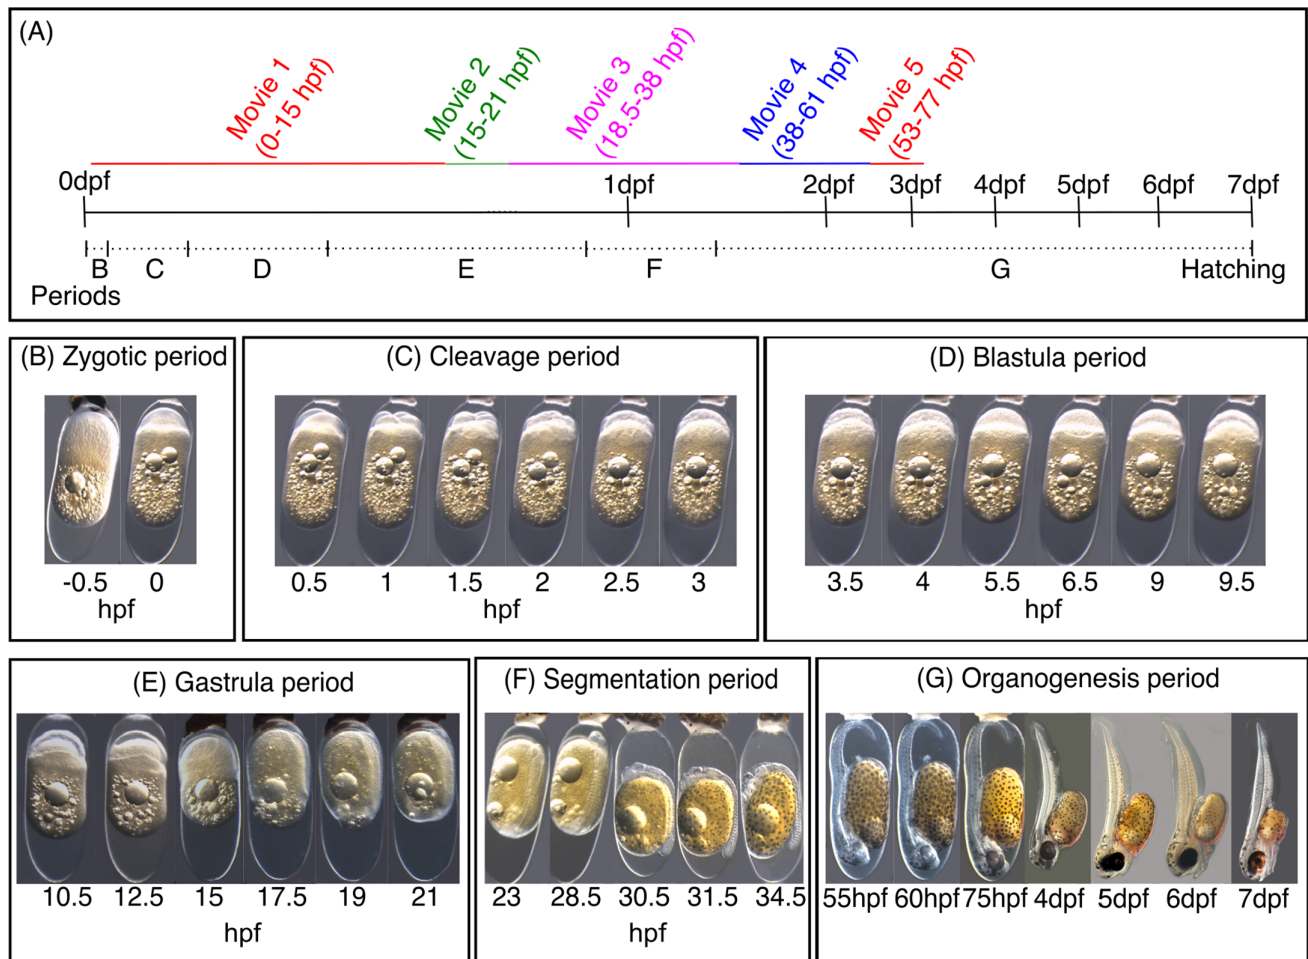 (A)
Movie 1
(0-15 hpf)
Movie 2
(15-21 hpf)
Movie 3
(18.5-38 hpf)
Movie 4
(38-61 hpf)
Movie 5
(53-77 hpf)
0dpf 1dpf 2dpf 3dpf 4dpf 5dpf 6dpf 7dpf
B C D E F G Hatching
Periods
(B) Zygotic period
-0.5 0
hpf
(C) Cleavage period
0.5 1 1.5 2 2.5 3
hpf
(D) Blastula period
3.5 4 5.5 6.5 9 9.5
hpf
(E) Gastrula period
10.5 12.5 15 17.5 19 21
hpf
(F) Segmentation period
23 28.5 30.5 31.5 34.5
hpf
(G) Organogenesis period
55hpf 60hpf 75hpf 4dpf 5dpf 6dpf 7dpf